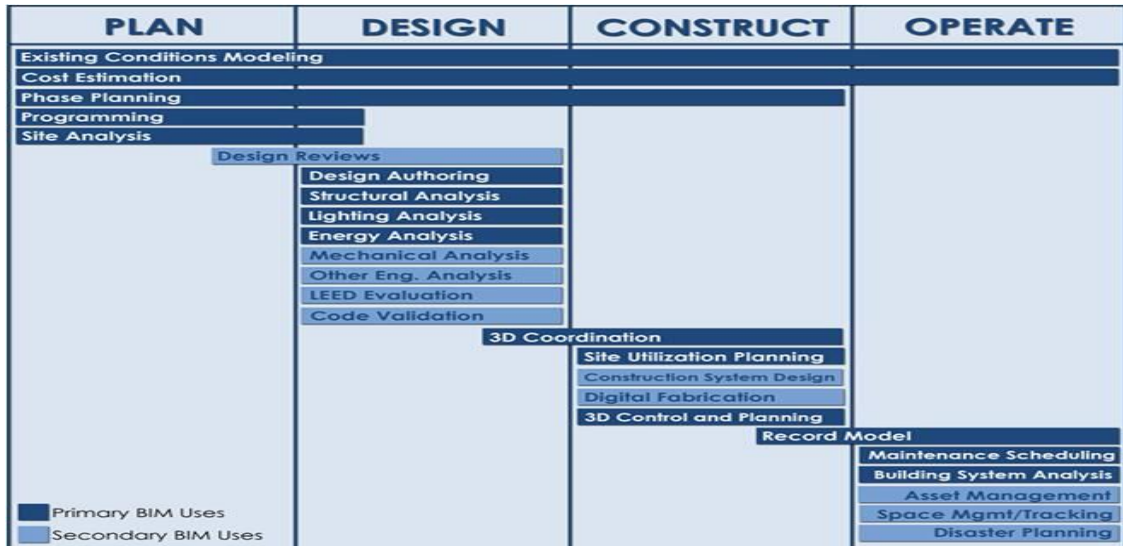 PLAN DESIGN CONSTRUCT OPERATE
Existing Conditions Modeling
Cost Estimation
Phase Planning
Programming
Site Analysis
Design Reviews
Design Authoring
Structural Analysis
Lighting Analysis
Energy Analysis
Mechanical Analysis
Other Eng. Analysis
LEED Evaluation
Code Validation
3D Coordination
Site Utilization Planning
Construction System Design
Digital Fabrication
3D Control and Planning
Record Model
Maintenance Scheduling
Building System Analysis
Asset Management
Space Mgmt/Tracking
Disaster Planning
Primary BIM Uses
Secondary BIM Uses